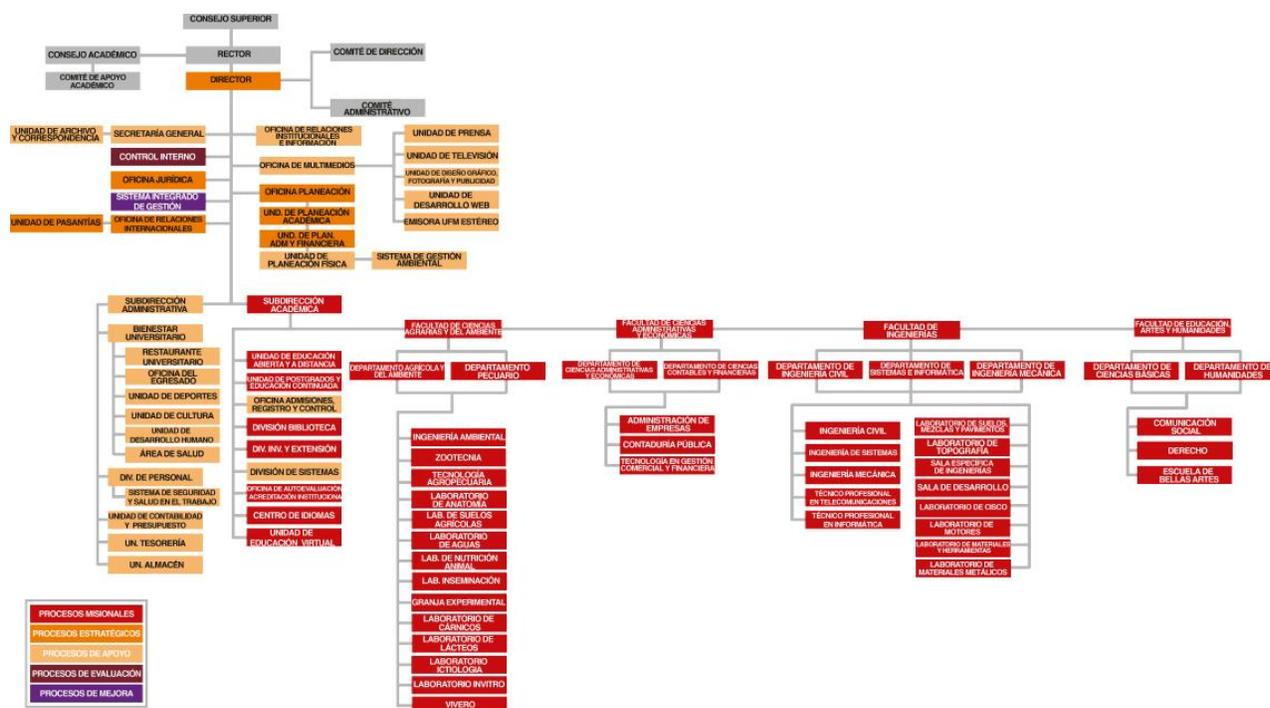 CONSEJO SUPERIOR
CONSEJO ACADÉMICO
RECTOR
COMITÉ DE DIRECCIÓN
COMITÉ DE APOYO
ACADÉMICO
DIRECTOR
COMITÉ
ADMINISTRATIVO
UNIDAD DE ARCHIVO
Y CORRESPONDENCIA
SECRETARÍA GENERAL
CONTROL INTERNO
OFICINA JURÍDICA
SISTEMA INTEGRADO
DE GESTIÓN
UNIDAD DE PASANTÍAS
OFICINA DE RELACIONES
INTERNACIONALES
OFICINA DE RELACIONES
INSTITUCIONALES
E INFORMACIÓN
OFICINA DE MULTIMEDIOS
OFICINA PLANEACIÓN
UND. DE PLANEACIÓN
ACADÉMICA
UND. DE PLAN.
ADM Y FINANCIERA
UNIDAD DE
PLANEACIÓN FÍSICA
SISTEMA DE GESTIÓN
AMBIENTAL
UNIDAD DE PRENSA
UNIDAD DE TELEVISIÓN
UNIDAD DE DISEÑO GRÁFICO,
FOTOGRAFÍA Y PUBLICIDAD
UNIDAD DE
DESARROLLO WEB
EMISORA UFM ESTÉREO
SUBDIRECCIÓN
ADMINISTRATIVA
BIENESTAR
UNIVERSITARIO
RESTAURANTE
UNIVERSITARIO
OFICINA DEL
EGRESADO
UNIDAD DE DEPORTES
UNIDAD DE CULTURA
UNIDAD DE
DESARROLLO HUMANO
ÁREA DE SALUD
DIV. DE PERSONAL
SISTEMA DE SEGURIDAD
Y SALUD EN EL TRABAJO
UNIDAD DE CONTABILIDAD
Y PRESUPUESTO
UN. TESORERÍA
UN. ALMACÉN
SUBDIRECCIÓN
ACADÉMICA
UNIDAD DE EDUCACIÓN
ABIERTA Y A DISTANCIA
UNIDAD DE POSTGRADOS Y
EDUCACIÓN CONTINUADA
OFICINA ADMISIONES,
REGISTRO Y CONTROL
DIVISIÓN BIBLIOTECA
DIV. INV. Y EXTENSIÓN
DIVISIÓN DE SISTEMAS
OFICINA DE AUTOEVALUACIÓN
ACREDITACIÓN INSTITUCIONA
CENTRO DE IDIOMAS
UNIDAD DE
EDUCACIÓN VIRTUAL
FACULTAD DE CIENCIAS
AGRARIAS Y DEL AMBIENTE
DEPARTAMENTO AGRÍCOLA Y
DEL AMBIENTE
DEPARTAMENTO
PECUARIO
INGENIERÍA AMBIENTAL
ZOOTECNIA
TECNOLOGÍA
AGROPECUARIA
LABORATORIO
DE ANATOMÍA
LAB. DE SUELOS
AGRÍCOLAS
LABORATORIO
DE AGUAS
LAB. DE NUTRICIÓN
ANIMAL
LAB. INSEMINACIÓN
GRANJA EXPERIMENTAL
LABORATORIO DE
CÁRNICOS
LABORATORIO DE
LÁCTEOS
LABORATORIO
ICTIOLOGIA
LABORATORIO INVITRO
VIVERO
FACULTAD DE CIENCIAS
ADMINISTRATIVAS
Y ECONÓMICAS
DEPARTAMENTO DE
CIENCIAS ADMINISTRATIVAS
Y ECONÓMICAS
DEPARTAMENTO DE CIENCIAS
CONTABLES Y FINANCIERAS
ADMINISTRACIÓN DE
EMPRESAS
CONTADURÍA PÚBLICA
TECNOLOGÍA EN GESTIÓN
COMERCIAL Y FINANCIERA
FACULTAD DE
INGENIERIAS
DEPARTAMENTO DE
INGENIERIA CIVIL
DEPARTAMENTO DE
SISTEMAS E INFORMÁTICA
DEPARTAMENTO DE
INGENIERÍA MECÁNICA
INGENIERÍA CIVIL
INGENIERÍA DE SISTEMAS
INGENIERÍA MECÁNICA
TÉCNICO PROFESIONAL
EN TELECOMUNICACIONES
TÉCNICO PROFESIONAL
EN INFORMÁTICA
LABORATORIO DE SUELOS,
MEZCLAS Y PAVIMENTOS
LABORATORIO DE
TOPOGRAFÍA
SALA ESPECÍFICA
DE INGENIERÍAS
SALA DE DESARROLLO
LABORATORIO DE CISCO
LABORATORIO DE
MOTORES
LABORATORIO DE MATERIALES
Y HERRAMIENTAS
LABORATORIO DE
MATERIALES METÁLICOS
FACULTAD DE EDUCACIÓN,
ARTES Y HUMANIDADES
DEPARTAMENTO DE
CIENCIAS BÁSICAS
DEPARTAMENTO DE
HUMANIDADES
COMUNICACIÓN
SOCIAL
DERECHO
ESCUELA DE
BELLAS ARTES
PROCESOS MISIONALES
PROCESOS ESTRATÉGICOS
PROCESOS DE APOYO
PROCESOS DE EVALUACIÓN
PROCESOS DE MEJORA